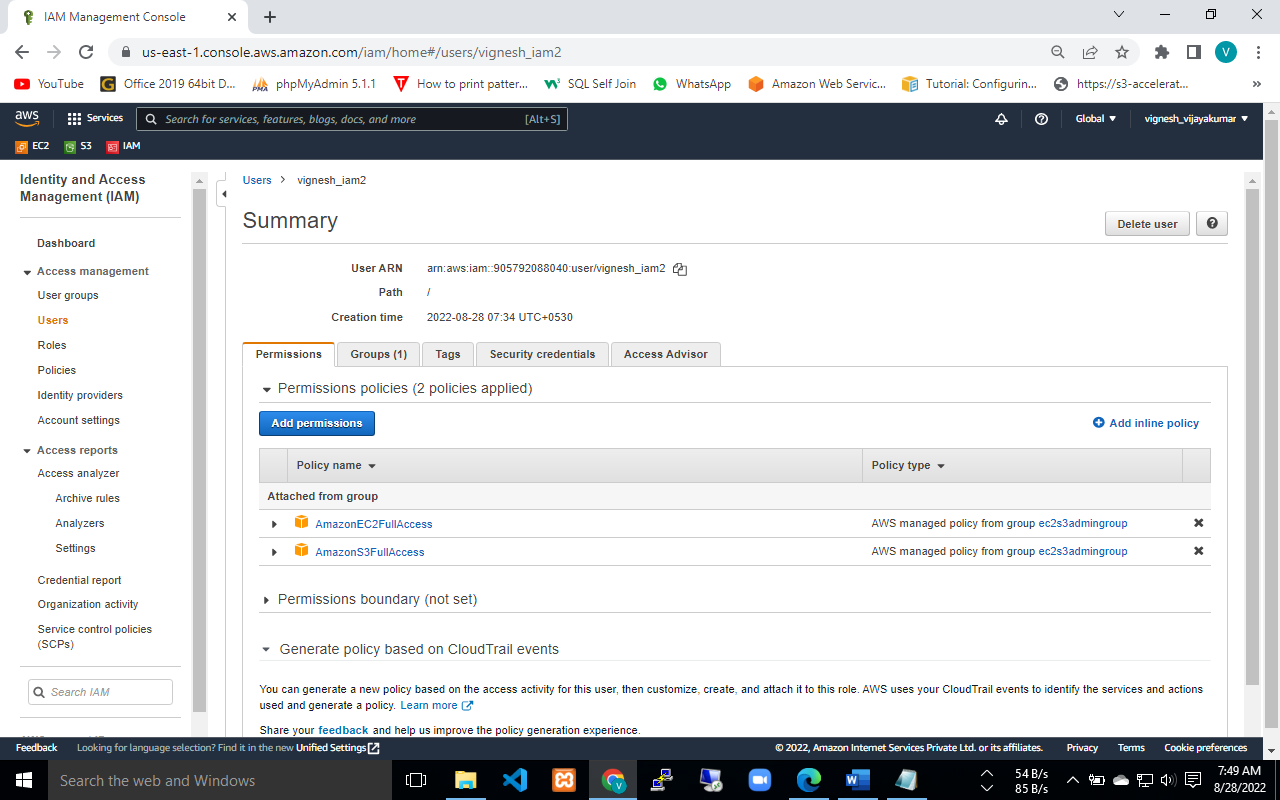 IAM Management Console
us-east-1.console.aws.amazon.com/iam/home#/users/vignesh_iam2
V
YouTube
Office 2019 64bit D...
phpMyAdmin 5.1.1
How to print patter...
SQL Self Join
WhatsApp
Amazon Web Servic...
Tutorial: Configurin...
https://s3-accelerat...
aws
Services
Search for services, features, blogs, docs, and more
[Alt+S]
Global
vignesh_vijayakumar
EC2
S3
IAM
Identity and Access
Management (IAM)
Dashboard
Access management
User groups
Users
Roles
Policies
Identity providers
Account settings
Access reports
Access analyzer
Archive rules
Analyzers
Settings
Credential report
Organization activity
Service control policies
(SCPs)
Search IAM
Users > vignesh_iam2
Summary
Delete user
User ARN arn:aws:iam::905792088040:user/vignesh_iam2
Path /
Creation time 2022-08-28 07:34 UTC+0530
Permissions
Groups (1)
Tags
Security credentials
Access Advisor
Permissions policies (2 policies applied)
Add permissions
Add inline policy
Policy name
Policy type
Attached from group
AmazonEC2FullAccess AWS managed policy from group ec2s3admingroup
AmazonS3FullAccess AWS managed policy from group ec2s3admingroup
Permissions boundary (not set)
Generate policy based on CloudTrail events
You can generate a new policy based on the access activity for this user, then customize, create, and attach it to this role. AWS uses your CloudTrail events to identify the services and actions
used and generate a policy. Learn more
Share your feedback and help us improve the policy generation experience.
Feedback
Looking for language selection? Find it in the new Unified Settings
© 2022, Amazon Internet Services Private Ltd. or its affiliates.
Privacy
Terms
Cookie preferences
Search the web and Windows
54 B/s
85 B/s
7:49 AM
8/28/2022